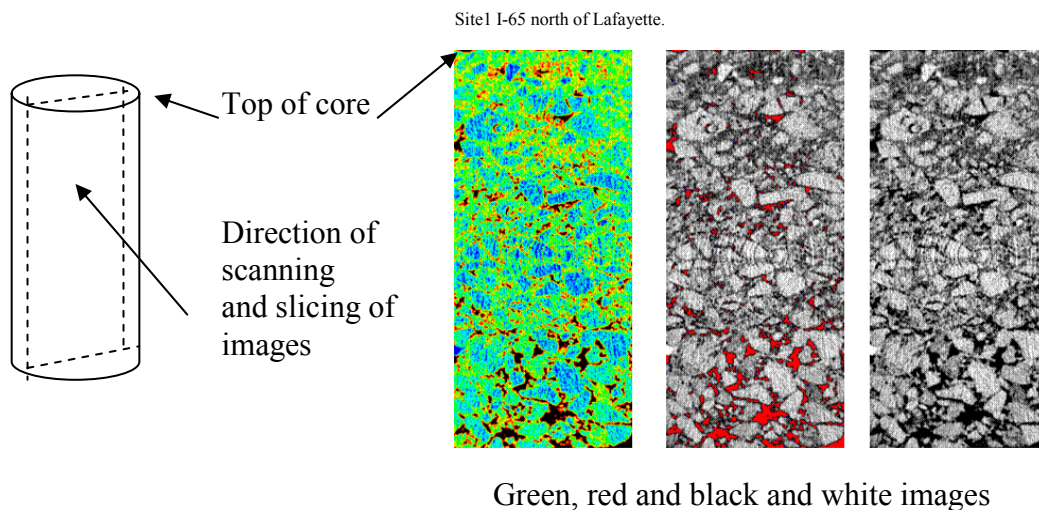 Site1 I-65 north of Lafayette.
Top of core
Direction of
scanning
and slicing of
images
Green, red and black and white images